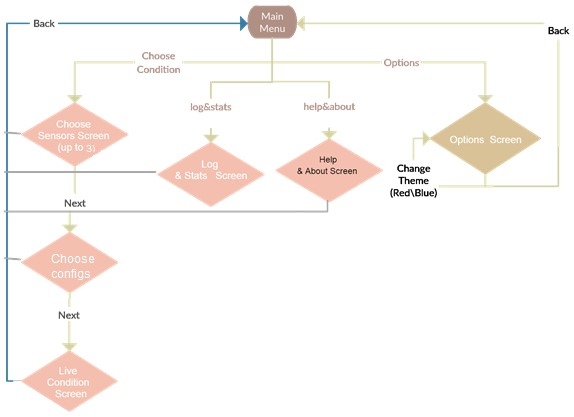 Main
Menu
Back
Back
Choose
Condition
Options
log&stats
help&about
Choose
Sensors Screen
(up to 3)
Log
& Stats Screen
Help
& About Screen
Options Screen
Change
Theme
(Red\Blue)
Next
Choose
configs
Next
Live
Condition
Screen